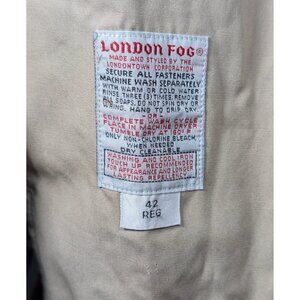 LONDON FOG®
MADE AND STYLED BY THE
LONDONTOWN CORPORATION
SECURE ALL FASTENERS
MACHINE WASH SEPARATELY
WITH WARM OR COLD WATER
RINSE THREE (3) TIMES. REMOVE
ALL SOAPS. DO NOT SPIN DRY OR
WRING. HANG TO DRIP DRY
- OR -
COMPLETE WASH CYCLE
PLACE IN MACHINE DRYER
TUMBLE DRY AT 160°F
ONLY NON-CHLORINE BLEACH,
WHEN NEEDED
DRY CLEANABLE
WASHING AND COOL IRON
TOUCH UP RECOMMENDED
FOR APPEARANCE AND LONGER
LASTING REPELLENCY
42
REG